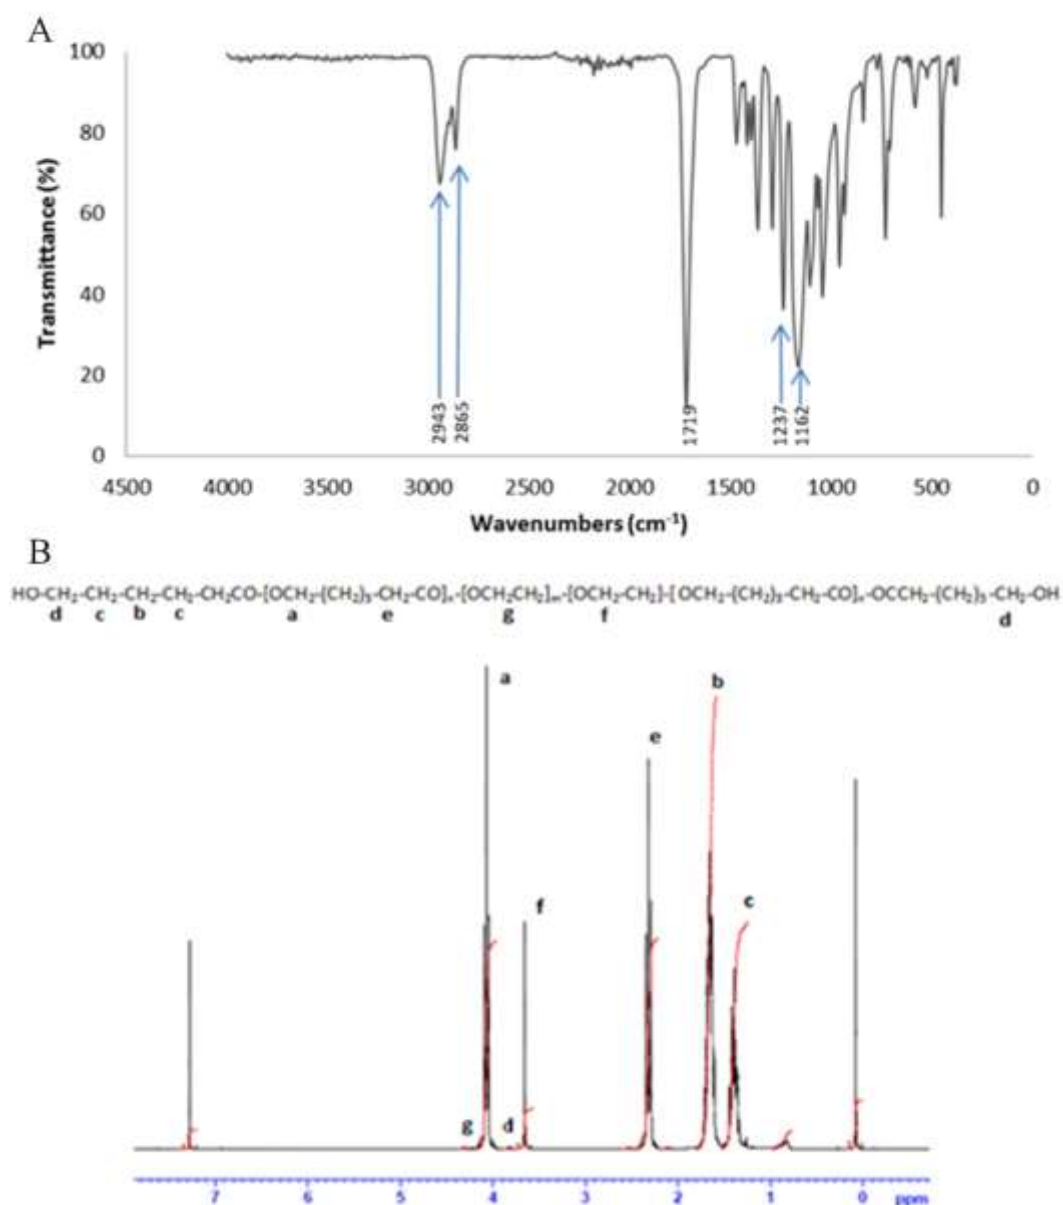 A
100
80
60
40
20
0
Transmittance (%)
2943
2865
1719
1237
1162
4500 4000 3500 3000 2500 2000 1500 1000 500 0
Wavenumbers (cm⁻¹)
B
HO-CH₂-CH₂-CH₂-CH₂-CH₂CO-[OCH₂-(CH₂)₃-CH₂-CO]ₙ-[OCH₂CH₂]ₘ-[OCH₂-CH₂]-[OCH₂-(CH₂)₃-CH₂-CO]ₙ-OCCH₂-(CH₂)₃-CH₂-OH
d c b c a e g f d
a
b
e
c
f
g d
7 6 5 4 3 2 1 0 ppm